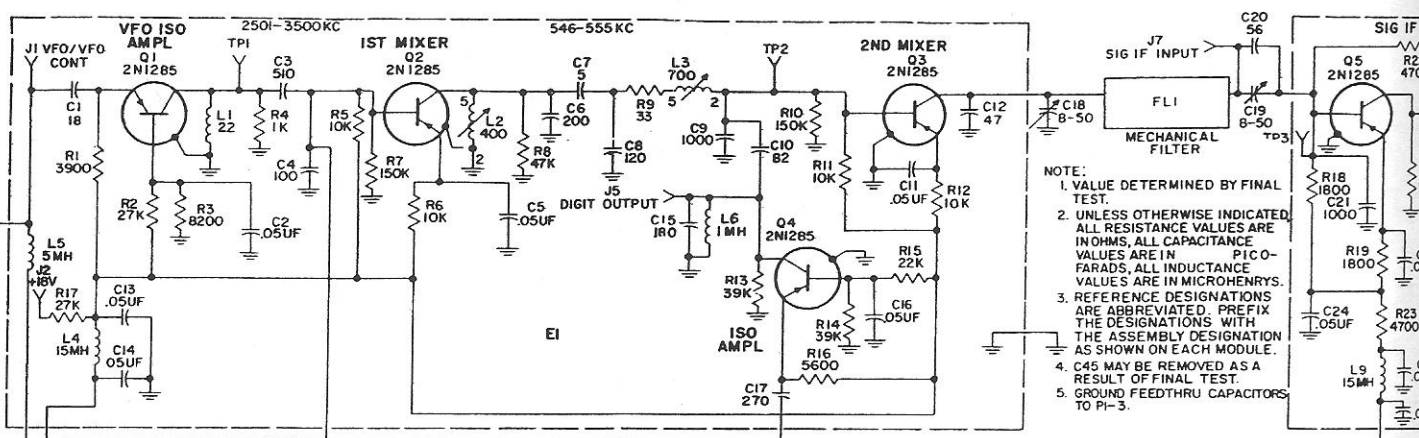 2501-3500KC
546-555KC
J1 VFO/VFO
CONT
VFO ISO
AMPL
Q1
2N1285
TP1
C3
510
1ST MIXER
Q2
2N1285
C7
5
L3
700
5
2
TP2
2ND MIXER
Q3
2N1285
J7
SIG IF INPUT
C20
56
SIG IF
Q5
2N1285
R2
470
C1
18
L1
22
R4
1K
R5
10K
5
L2
400
2
C6
200
R9
33
C9
1000
R10
150K
C12
47
C18
8-50
FL1
MECHANICAL
FILTER
C19
8-50
TP3
R1
3900
C4
100
R7
150K
R8
47K
C8
120
C10
82
R11
10K
C11
.05UF
R12
10K
R2
27K
R3
8200
C2
.05UF
R6
10K
C5
.05UF
J5
DIGIT OUTPUT
C15
180
L6
1MH
Q4
2N1285
R18
1800
C21
1000
L5
5MH
J2
+18V
R17
27K
C13
.05UF
L4
15MH
C14
.05UF
E1
R13
39K
ISO
AMPL
R15
22K
C16
.05UF
R14
39K
R16
5600
C17
270
R19
1800
C24
.05UF
R23
4700
L9
15MH
NOTE:
1. VALUE DETERMINED BY FINAL
TEST.
2. UNLESS OTHERWISE INDICATED
ALL RESISTANCE VALUES ARE
IN OHMS, ALL CAPACITANCE
VALUES ARE IN PICO-
FARADS, ALL INDUCTANCE
VALUES ARE IN MICROHENRYS.
3. REFERENCE DESIGNATIONS
ARE ABBREVIATED. PREFIX
THE DESIGNATIONS WITH
THE ASSEMBLY DESIGNATION
AS SHOWN ON EACH MODULE.
4. C45 MAY BE REMOVED AS A
RESULT OF FINAL TEST.
5. GROUND FEEDTHRU CAPACITORS
TO P1-3.